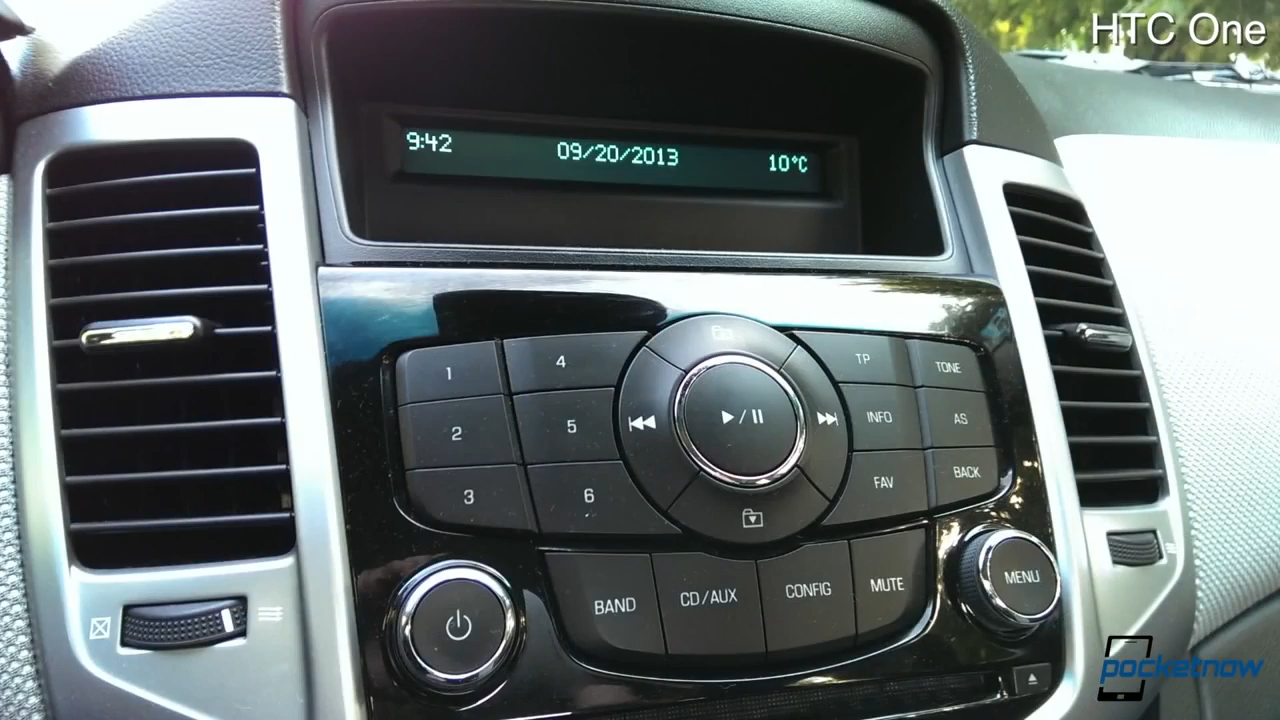 HTC One
9:42 09/20/2013 10°C
1 4 TP TONE
2 5 INFO AS
3 6 FAV BACK
BAND CD/AUX CONFIG MUTE MENU
pocketnow